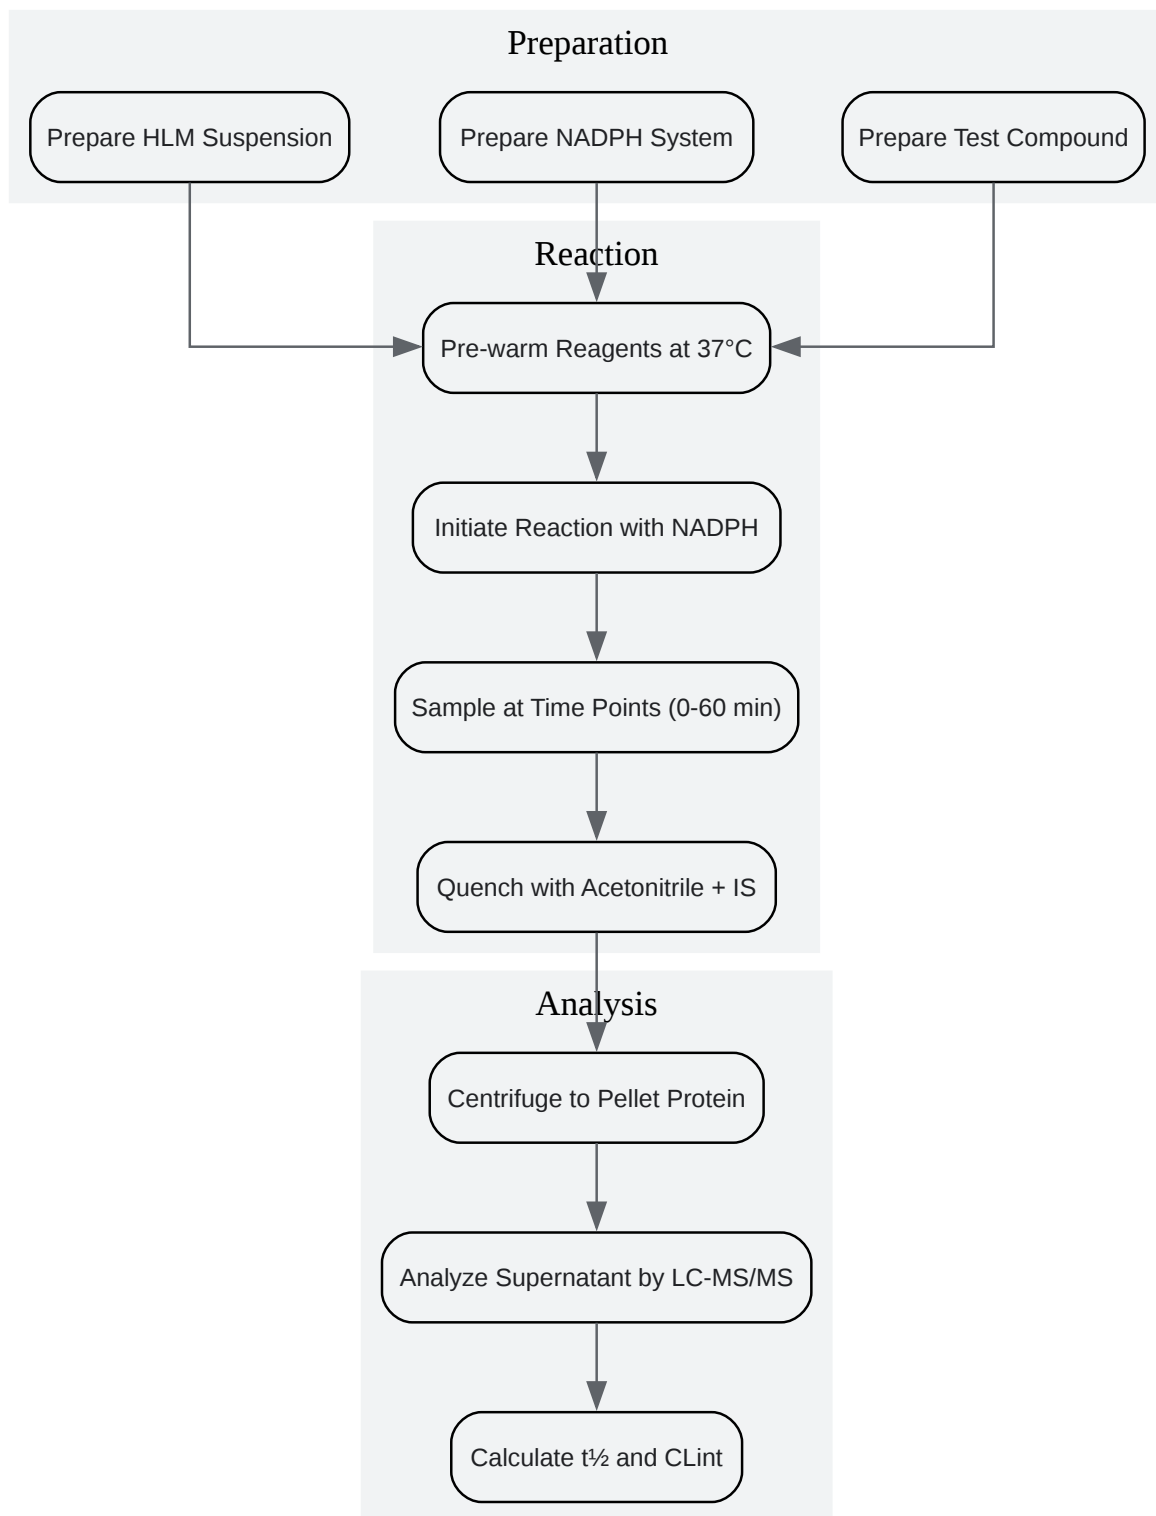 Preparation
Prepare HLM Suspension
Prepare NADPH System
Prepare Test Compound
Reaction
Pre-warm Reagents at 37°C
Initiate Reaction with NADPH
Sample at Time Points (0-60 min)
Quench with Acetonitrile + IS
Analysis
Centrifuge to Pellet Protein
Analyze Supernatant by LC-MS/MS
Calculate t½ and CLint